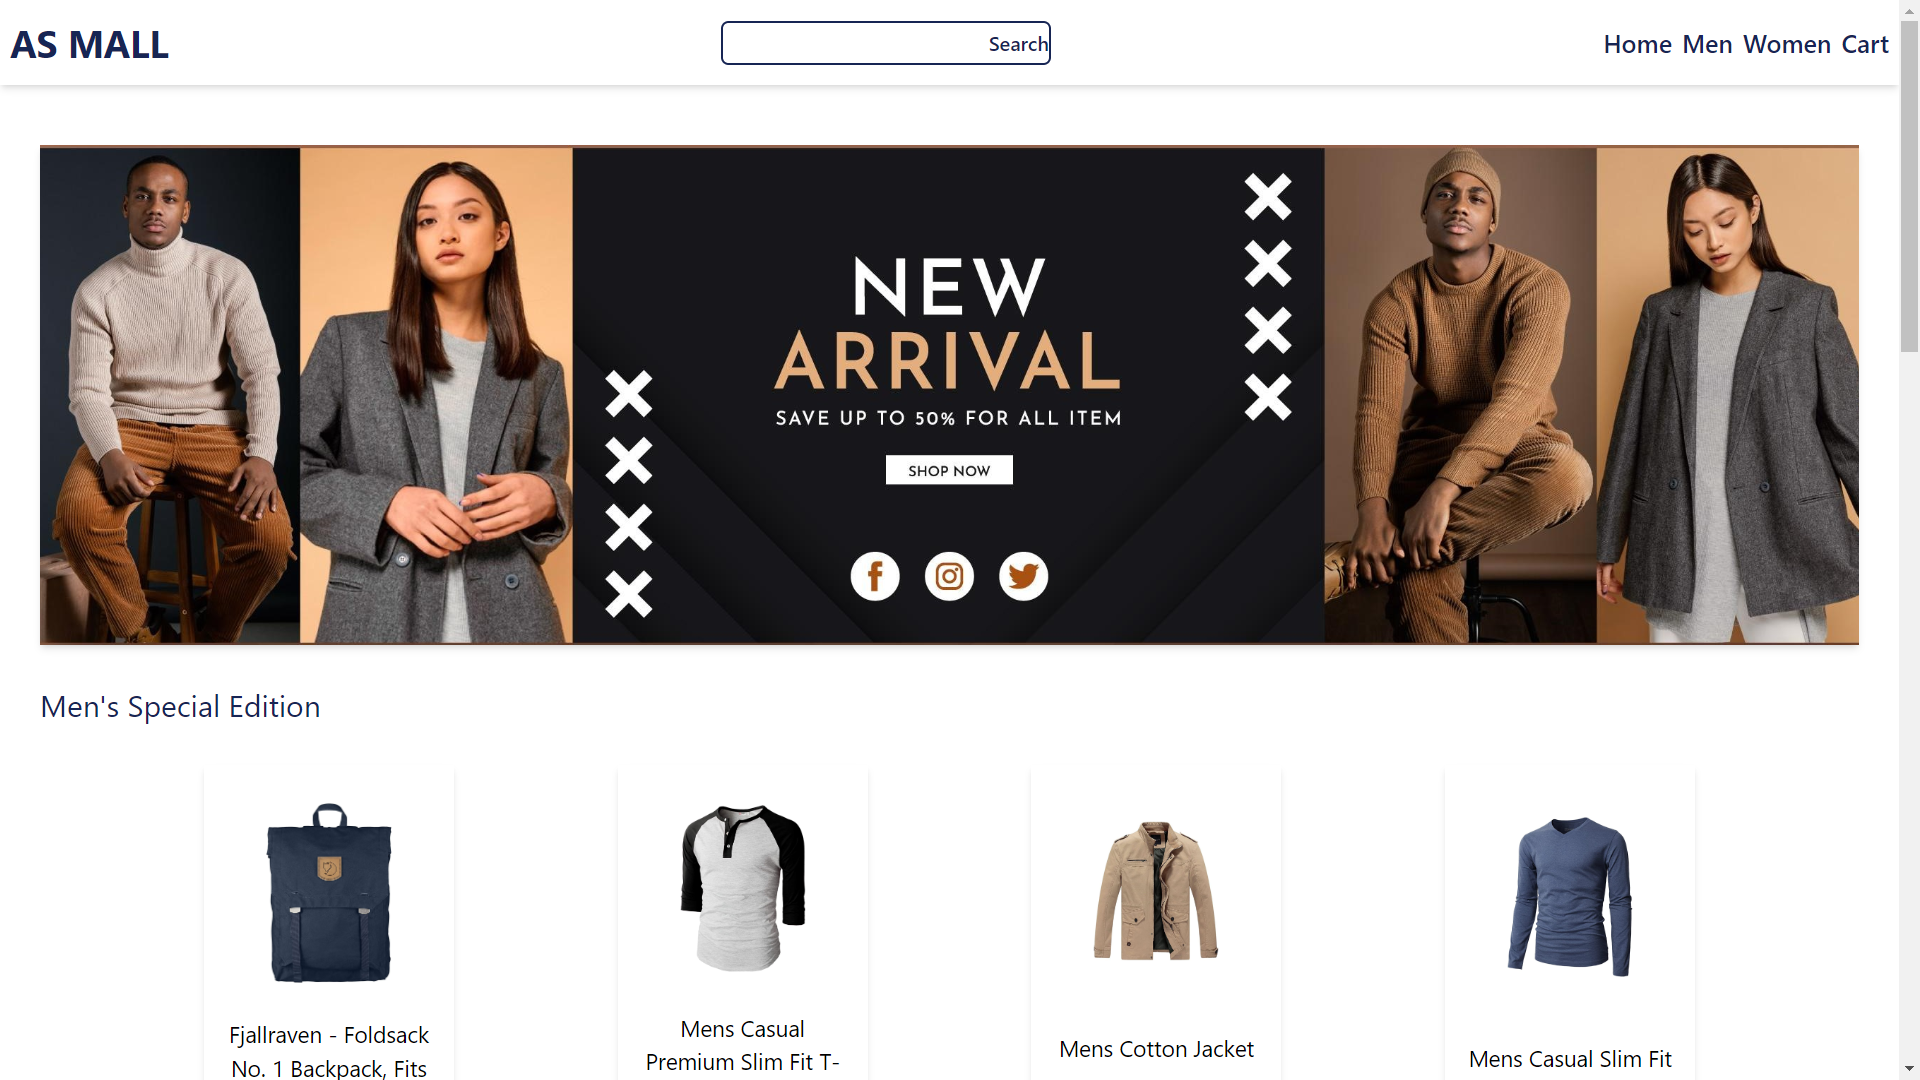 AS MALL
Search
Home Men Women Cart
NEW
ARRIVAL
SAVE UP TO 50% FOR ALL ITEM
SHOP NOW
Men's Special Edition
Fjallraven - Foldsack
No. 1 Backpack, Fits
Mens Casual
Premium Slim Fit T-
Mens Cotton Jacket
Mens Casual Slim Fit